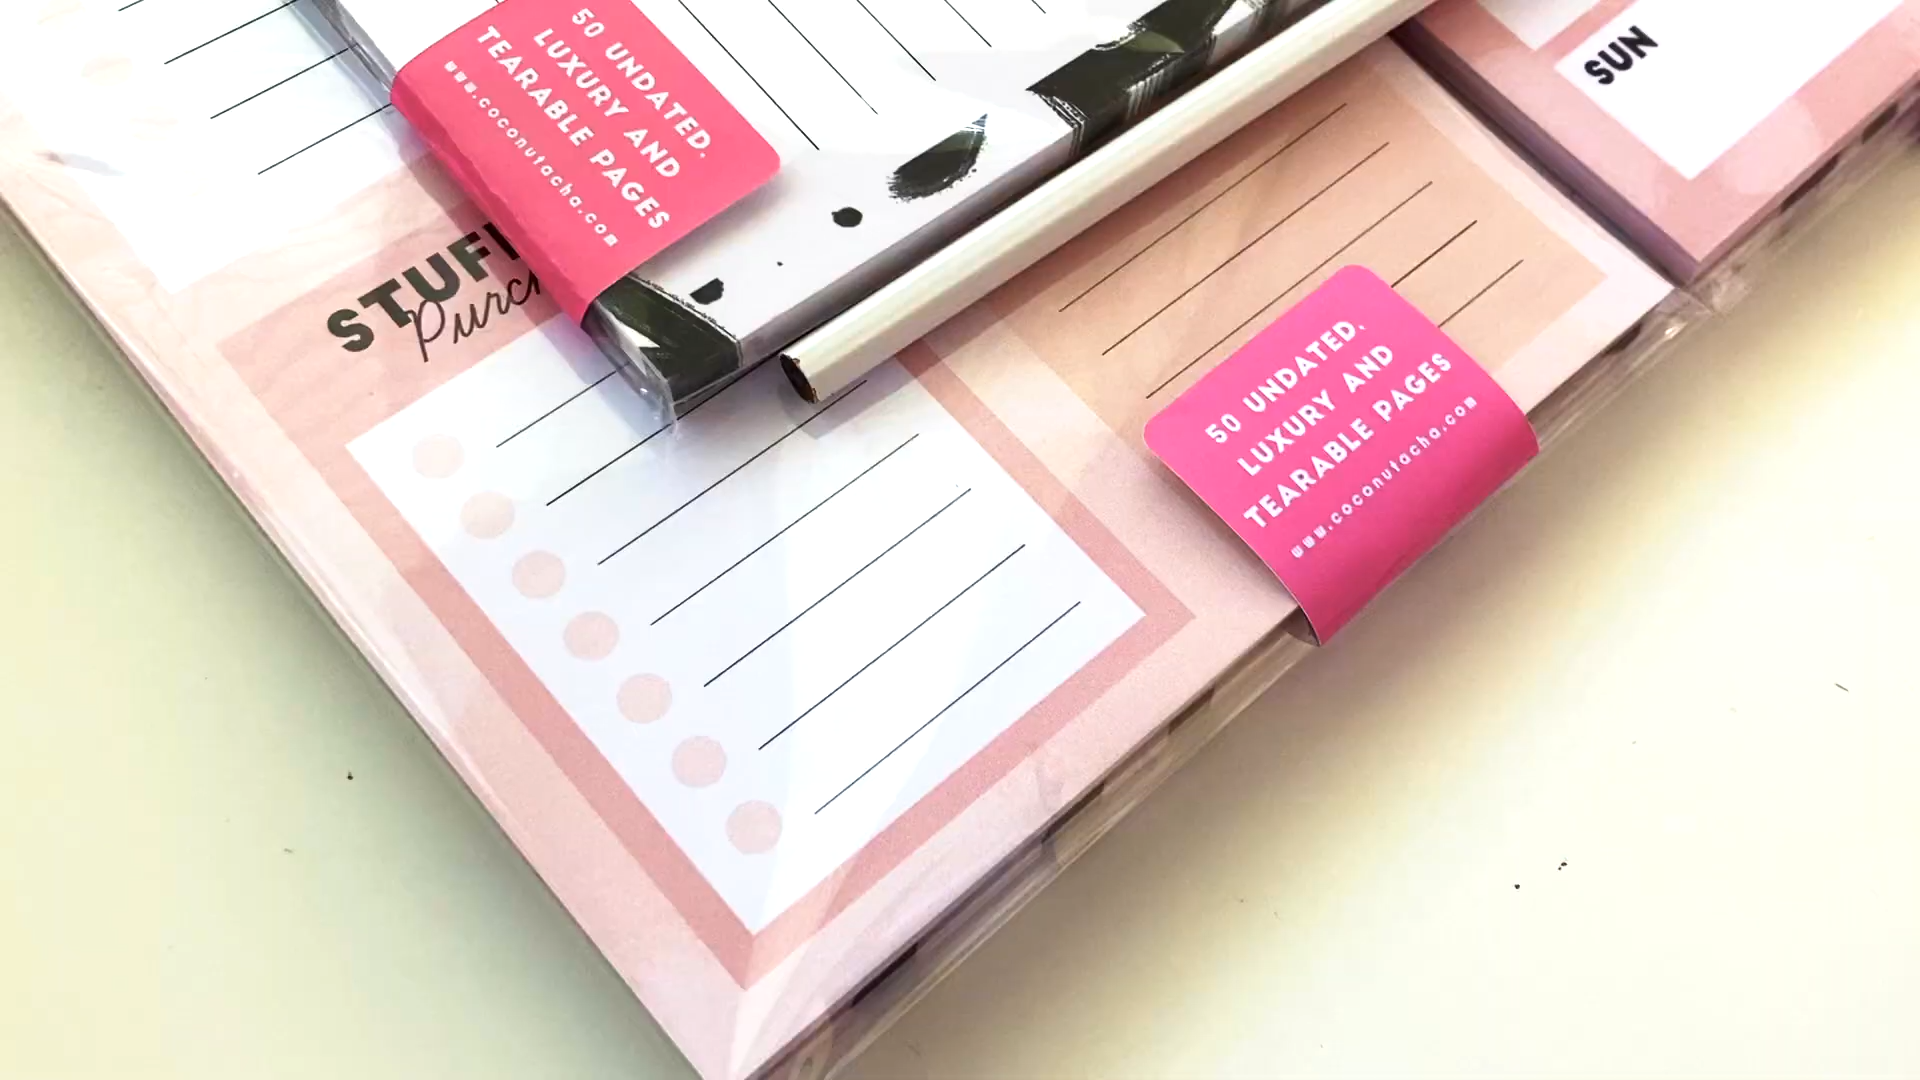 50 UNDATED.
LUXURY AND
TEARABLE PAGES
www.coconutacha.com
SUN
50 UNDATED.
LUXURY AND
TEARABLE PAGES
www.coconutacha.com